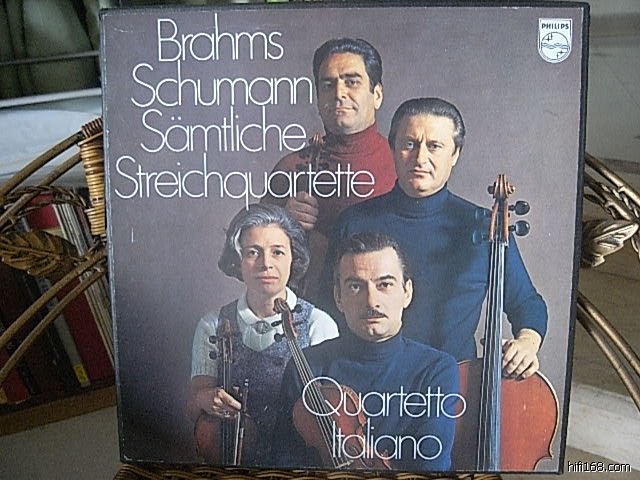 Brahms
Schumann
Sämtliche
Streichquartette
PHILIPS
Quartetto
Italiano
hifi168.com